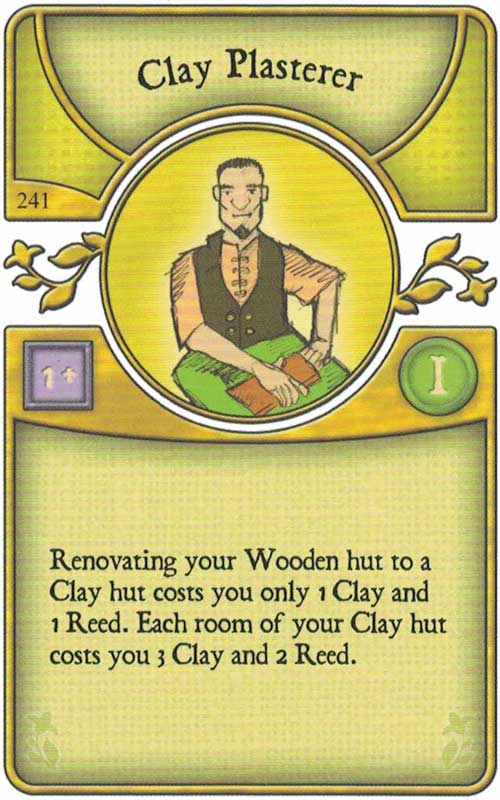 Clay Plasterer
241
1+
I
Renovating your Wooden hut to a
Clay hut costs you only 1 Clay and
1 Reed. Each room of your Clay hut
costs you 3 Clay and 2 Reed.